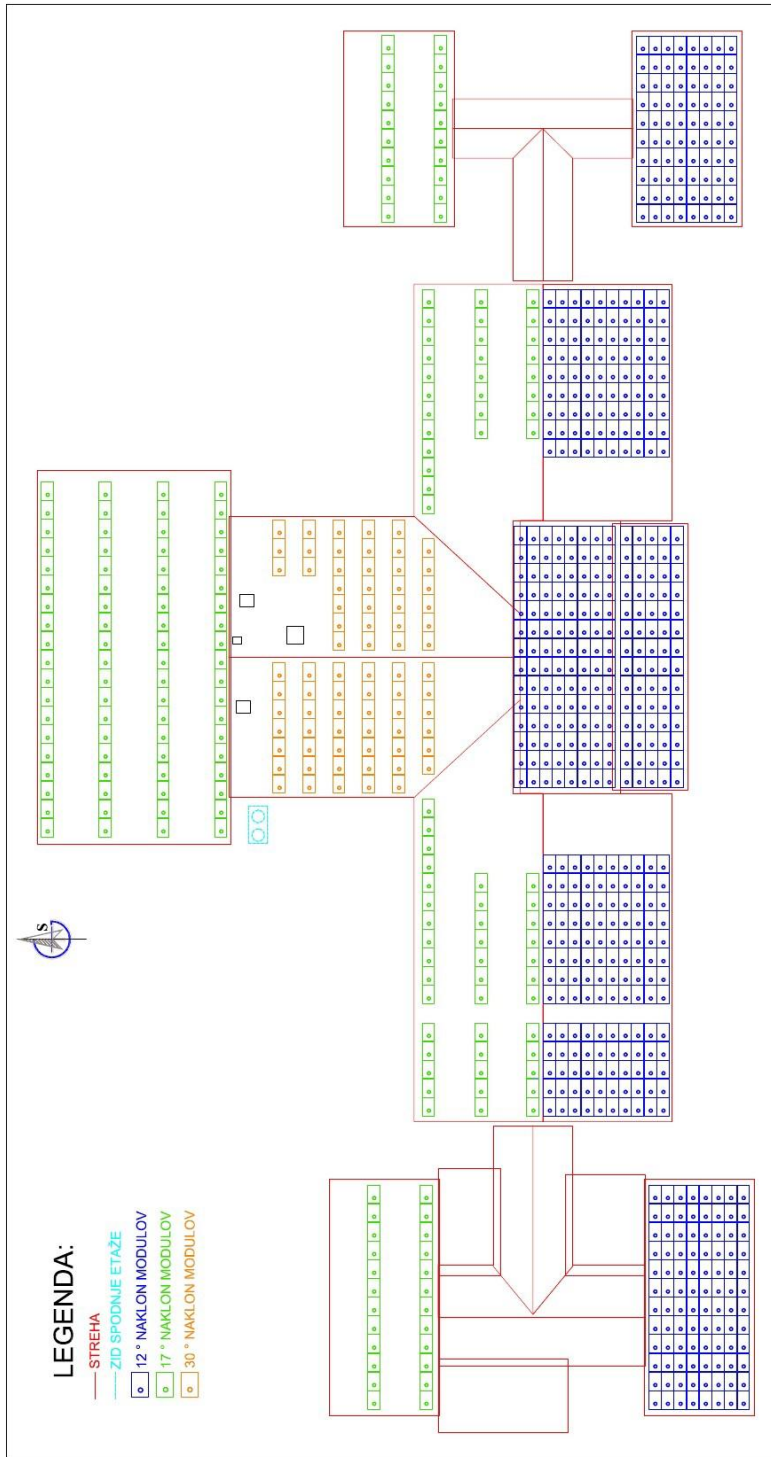 S
LEGENDA:
STREHA
ZID SPODNJE ETAŽE
12 ° NAKLON MODULOV
17 ° NAKLON MODULOV
30 ° NAKLON MODULOV